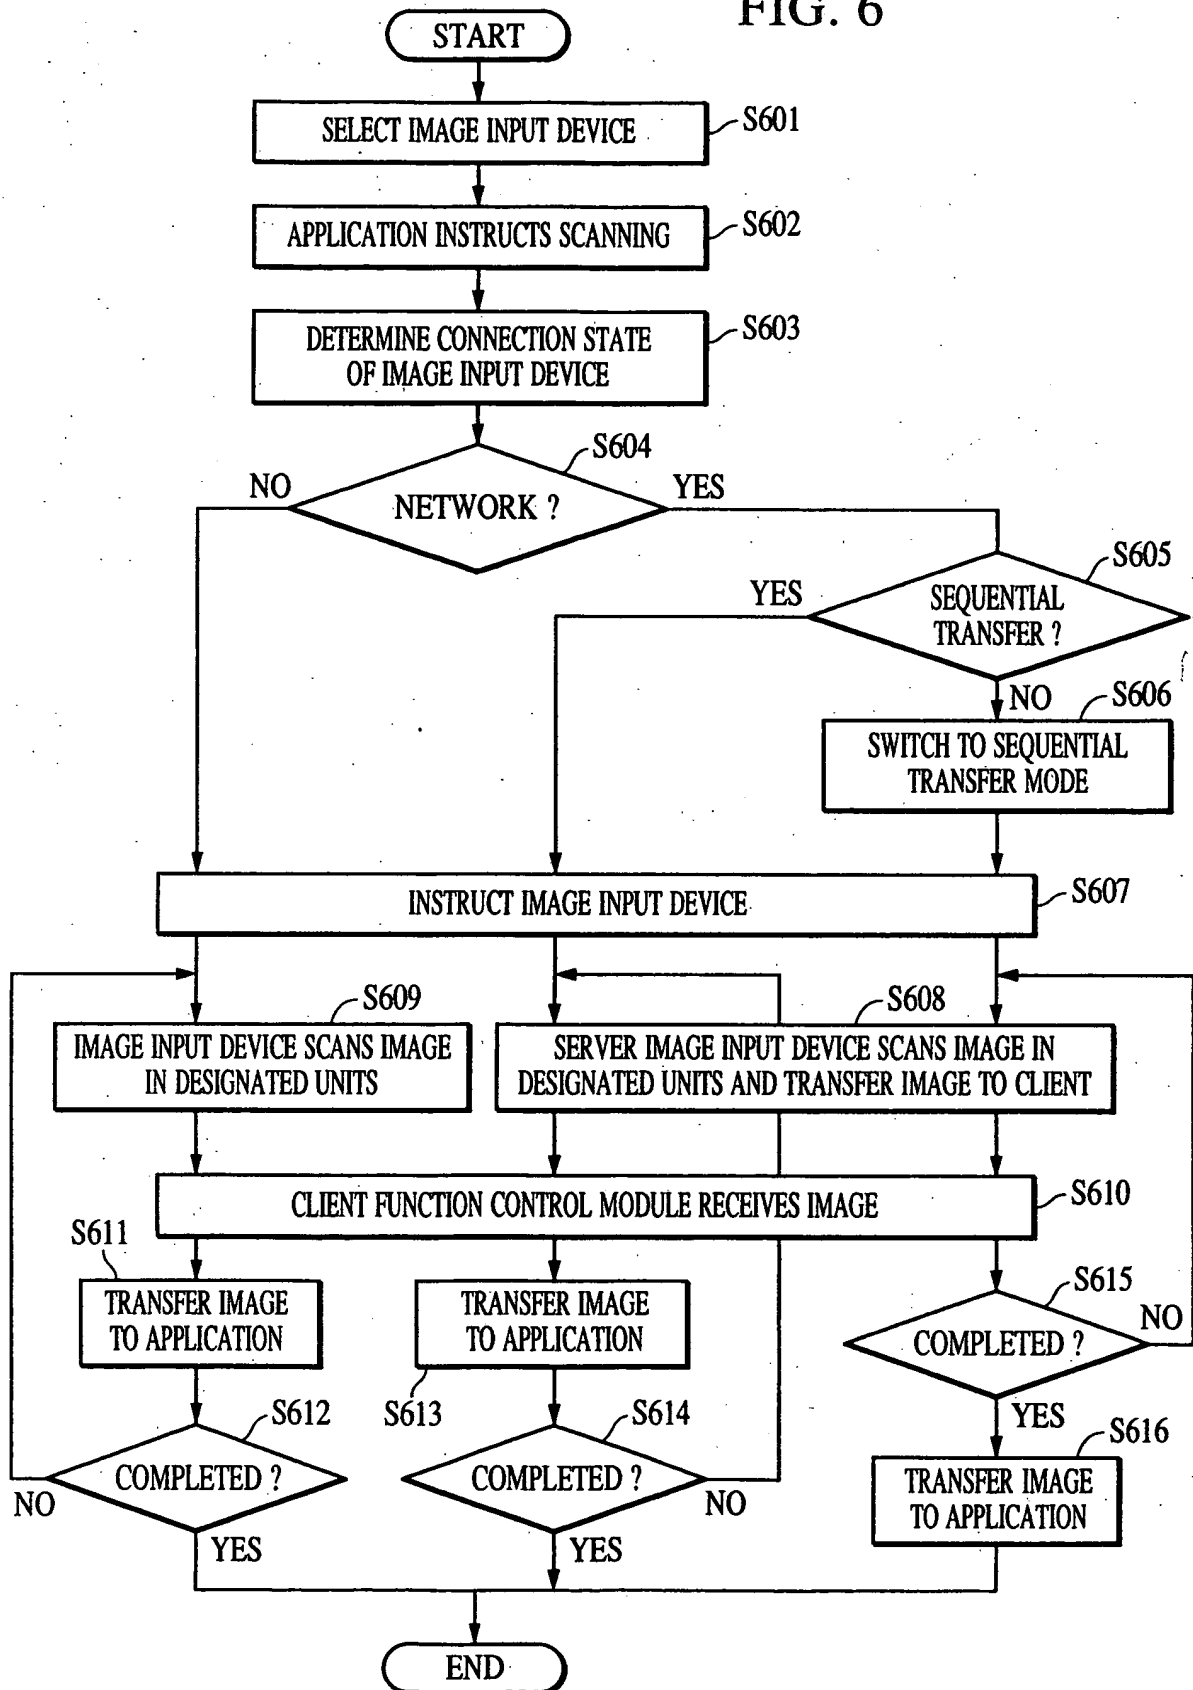 FIG. 6
START
SELECT IMAGE INPUT DEVICE
S601
APPLICATION INSTRUCTS SCANNING
S602
DETERMINE CONNECTION STATE
OF IMAGE INPUT DEVICE
S603
S604
NETWORK ?
NO
YES
S605
SEQUENTIAL
TRANSFER ?
YES
NO
S606
SWITCH TO SEQUENTIAL
TRANSFER MODE
INSTRUCT IMAGE INPUT DEVICE
S607
S609
IMAGE INPUT DEVICE SCANS IMAGE
IN DESIGNATED UNITS
S608
SERVER IMAGE INPUT DEVICE SCANS IMAGE IN
DESIGNATED UNITS AND TRANSFER IMAGE TO CLIENT
CLIENT FUNCTION CONTROL MODULE RECEIVES IMAGE
S610
S611
TRANSFER IMAGE
TO APPLICATION
TRANSFER IMAGE
TO APPLICATION
S613
S615
COMPLETED ?
NO
YES
S612
COMPLETED ?
NO
YES
S614
COMPLETED ?
NO
YES
S616
TRANSFER IMAGE
TO APPLICATION
END